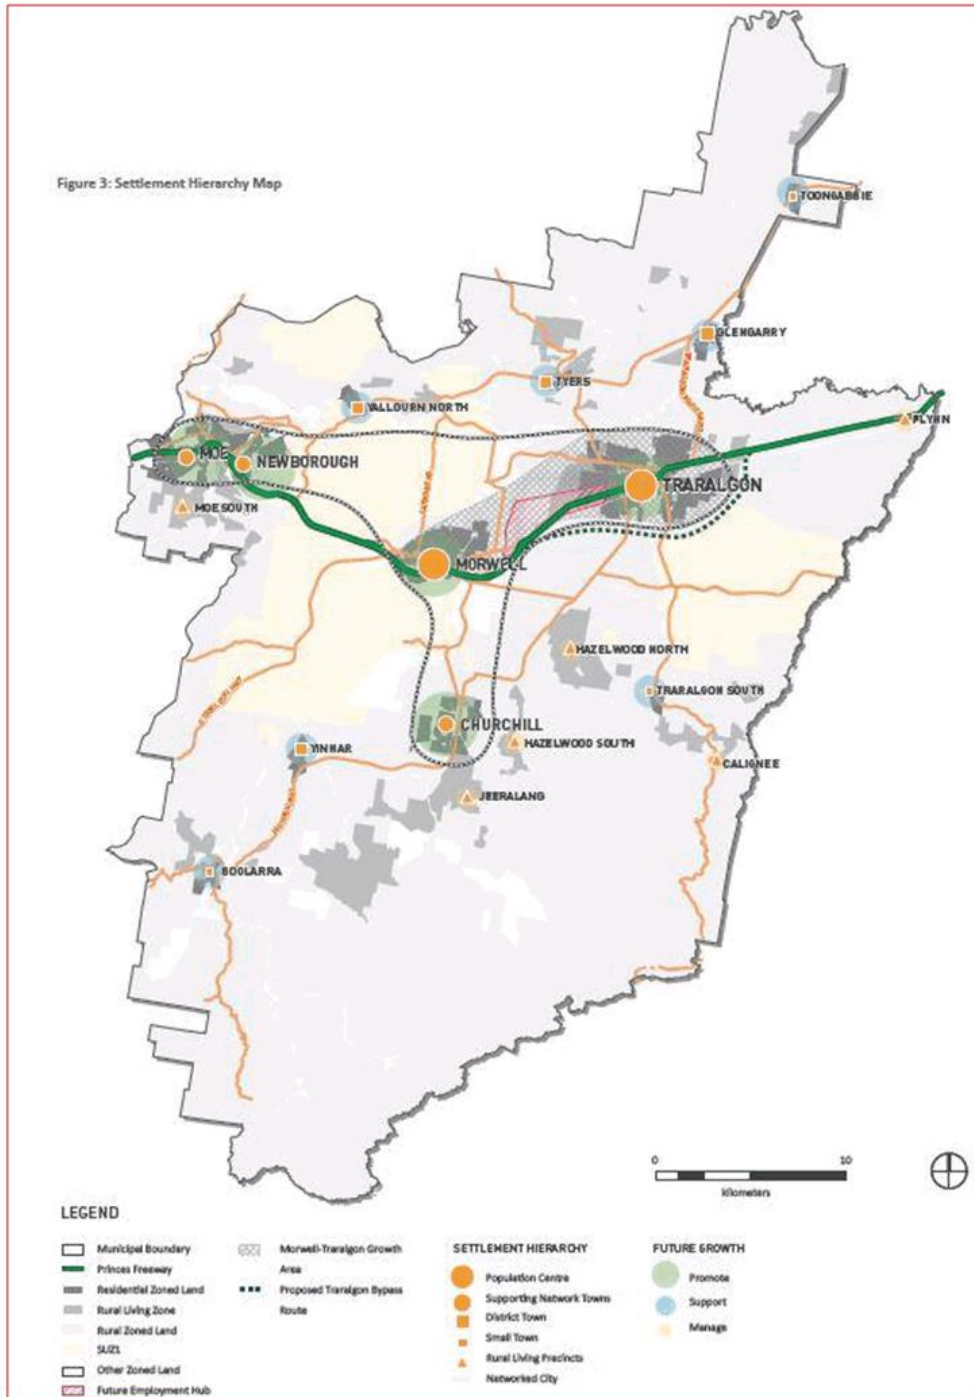 Figure 3: Settlement Hierarchy Map
TOONGABBIE
GLENGARRY
TYERS
YALLOURN NORTH
FLYNN
MOE
NEWBOROUGH
TRARALGON
MOE SOUTH
MORWELL
HAZELWOOD NORTH
TRARALGON SOUTH
CHURCHILL
HAZELWOOD SOUTH
YINNAR
CALIGNEE
JEERALANG
BOOLARRA
0 10
kilometers
LEGEND
Municipal Boundary
Princes Freeway
Residential Zoned Land
Rural Living Zone
Rural Zoned Land
SUZ1
Other Zoned Land
Future Employment Hub
Morwell-Traralgon Growth
Area
Proposed Traralgon Bypass
Route
SETTLEMENT HIERARCHY
Population Centre
Supporting Network Towns
District Town
Small Town
Rural Living Precincts
Networked City
FUTURE GROWTH
Promote
Support
Manage